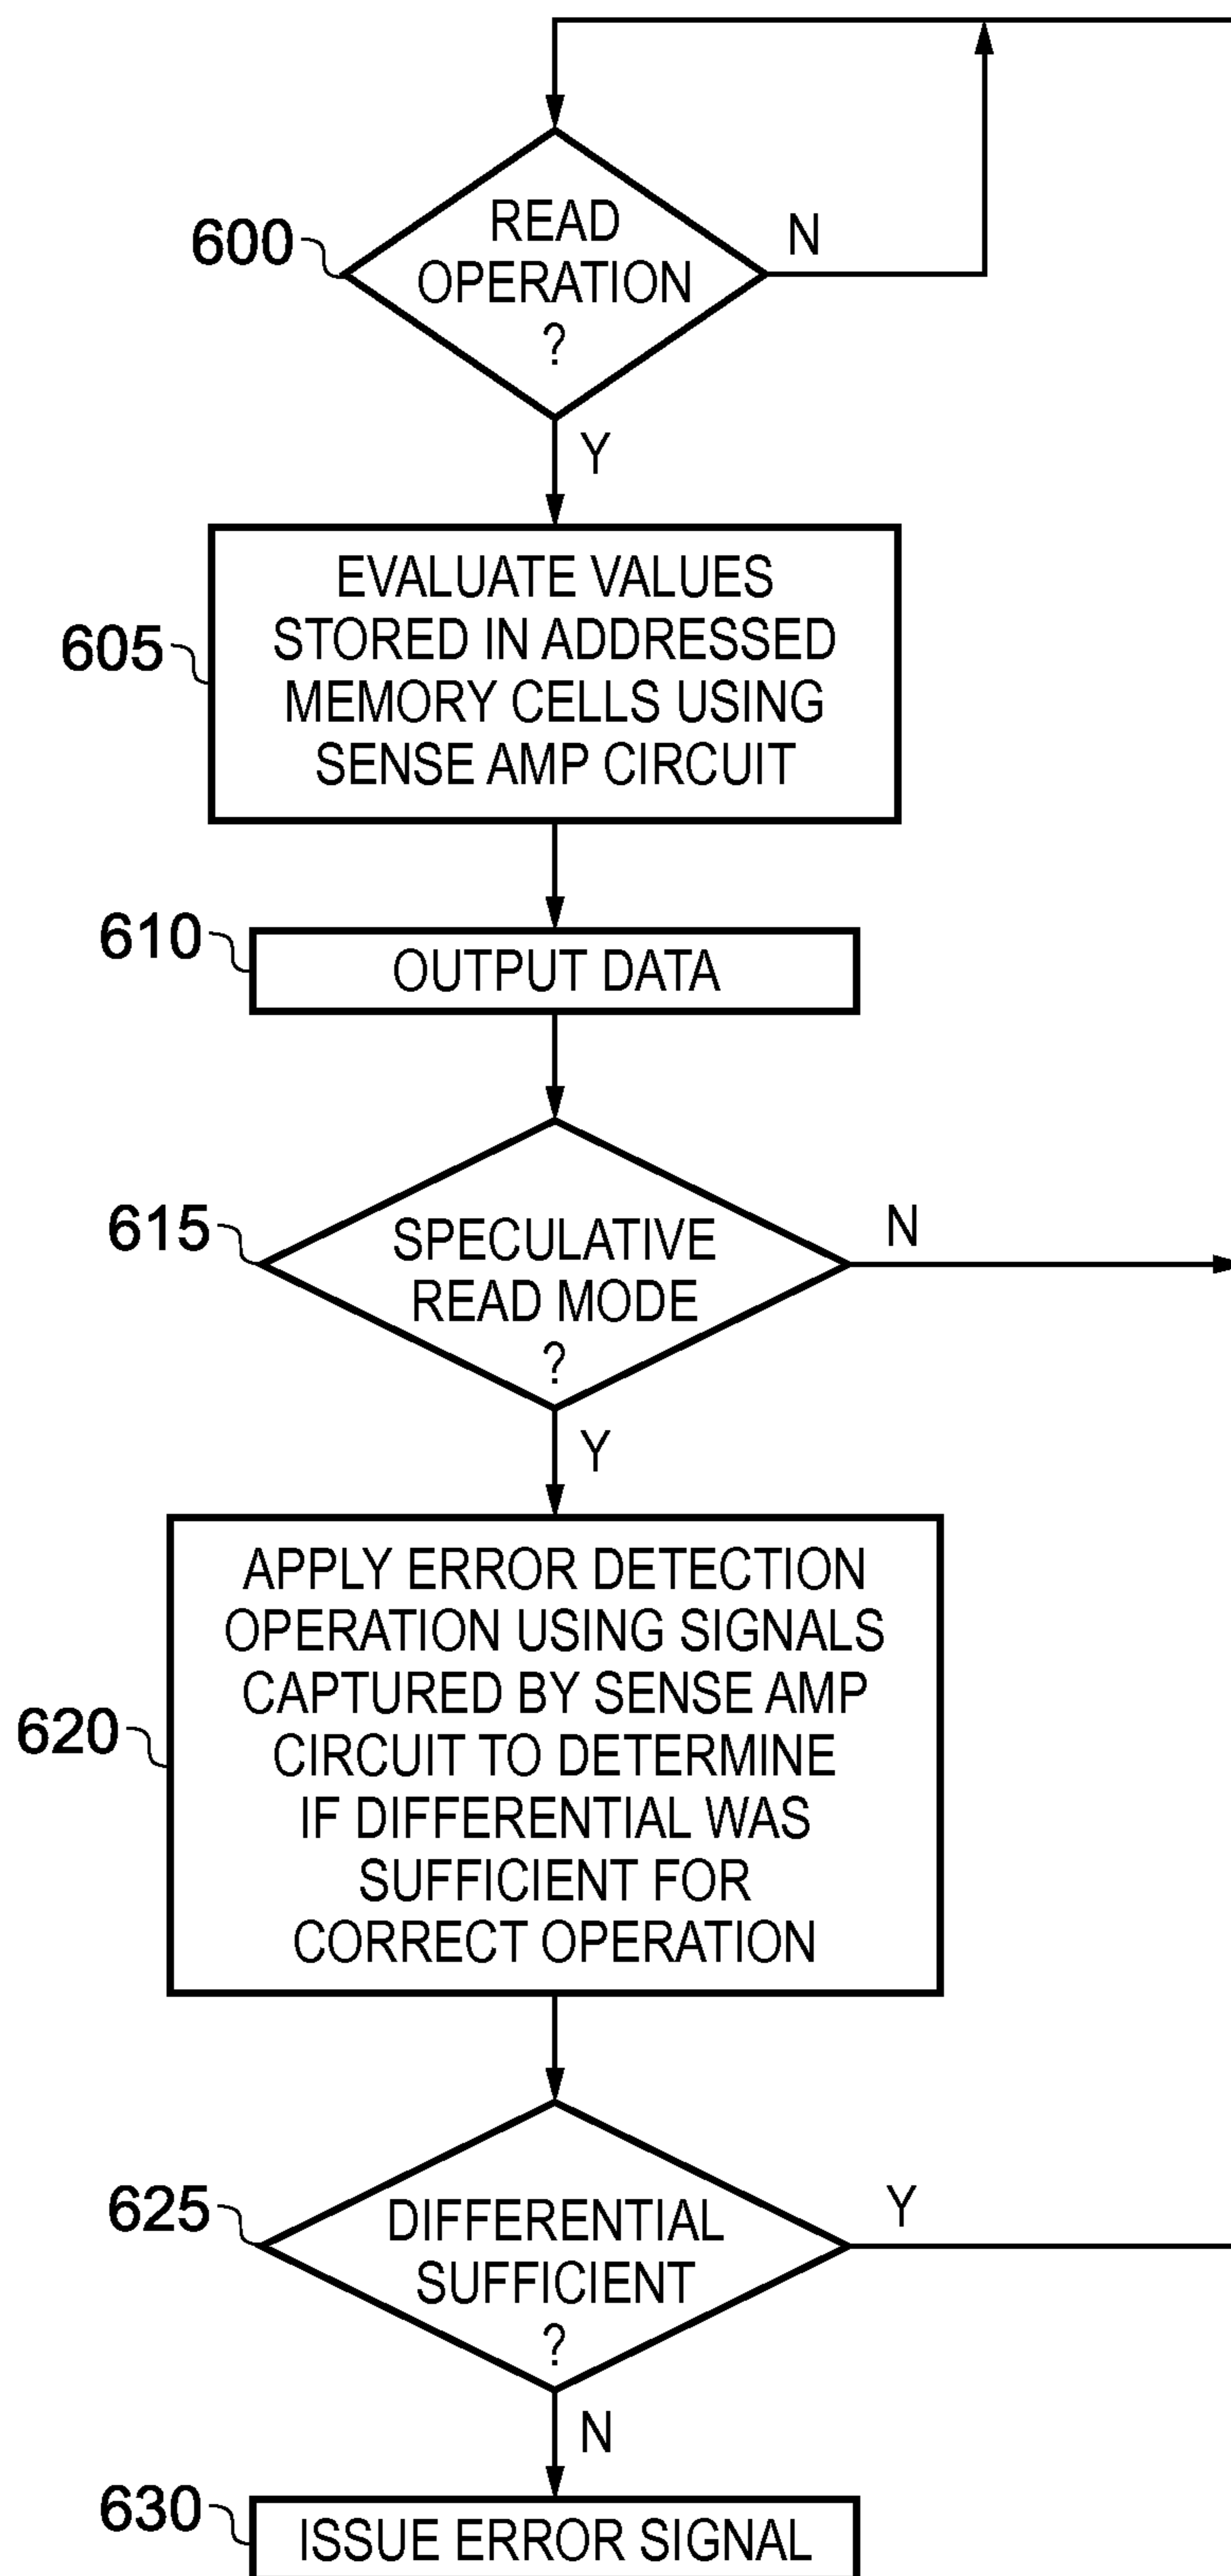 600
READ
OPERATION
?
N
Y
605
EVALUATE VALUES
STORED IN ADDRESSED
MEMORY CELLS USING
SENSE AMP CIRCUIT
610
OUTPUT DATA
615
SPECULATIVE
READ MODE
?
N
Y
620
APPLY ERROR DETECTION
OPERATION USING SIGNALS
CAPTURED BY SENSE AMP
CIRCUIT TO DETERMINE
IF DIFFERENTIAL WAS
SUFFICIENT FOR
CORRECT OPERATION
625
DIFFERENTIAL
SUFFICIENT
?
Y
N
630
ISSUE ERROR SIGNAL